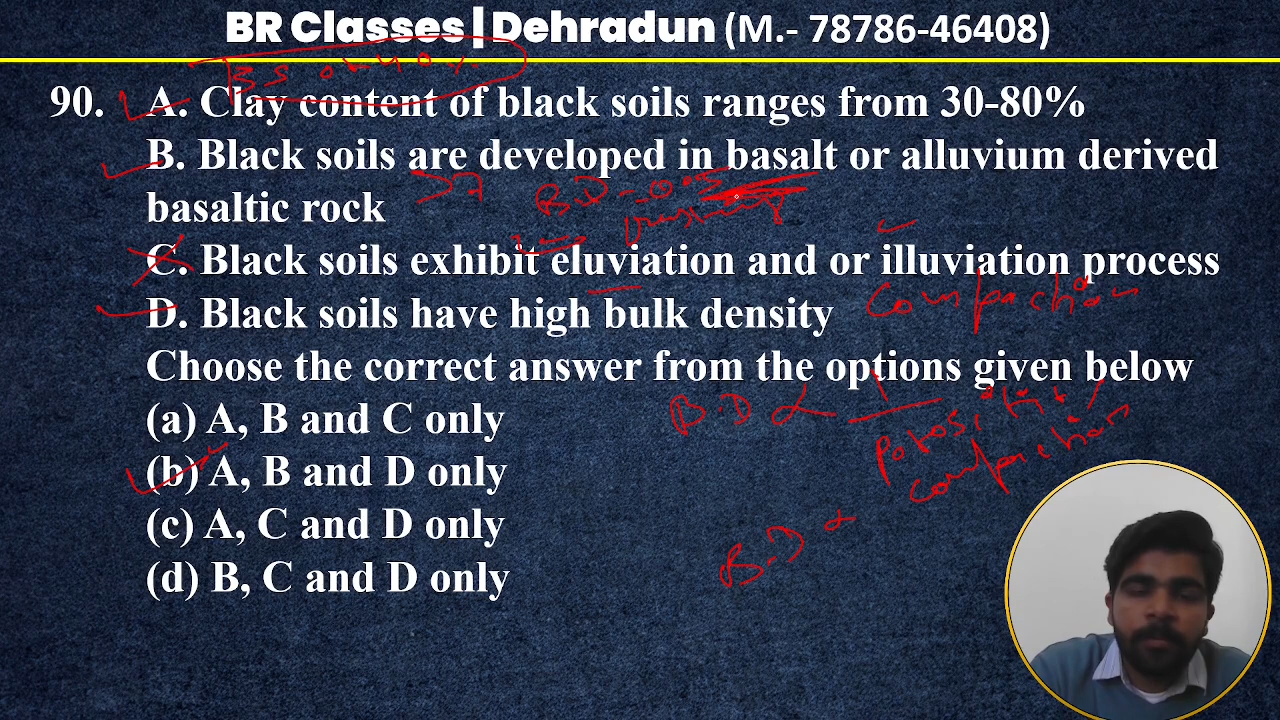 BR Classes | Dehradun (M.- 78786-46408)
90. A. Clay content of black soils ranges from 30-80%
B. Black soils are developed in basalt or alluvium derived
basaltic rock
>7 B.D
C. Black soils exhibit eluviation and or illuviation process
D. Black soils have high bulk density
Compaction
Choose the correct answer from the options given below
(a) A, B and C only
B.D ∝ 1
porosity
(b) A, B and D only
compaction
(c) A, C and D only
B.D ∝
(d) B, C and D only